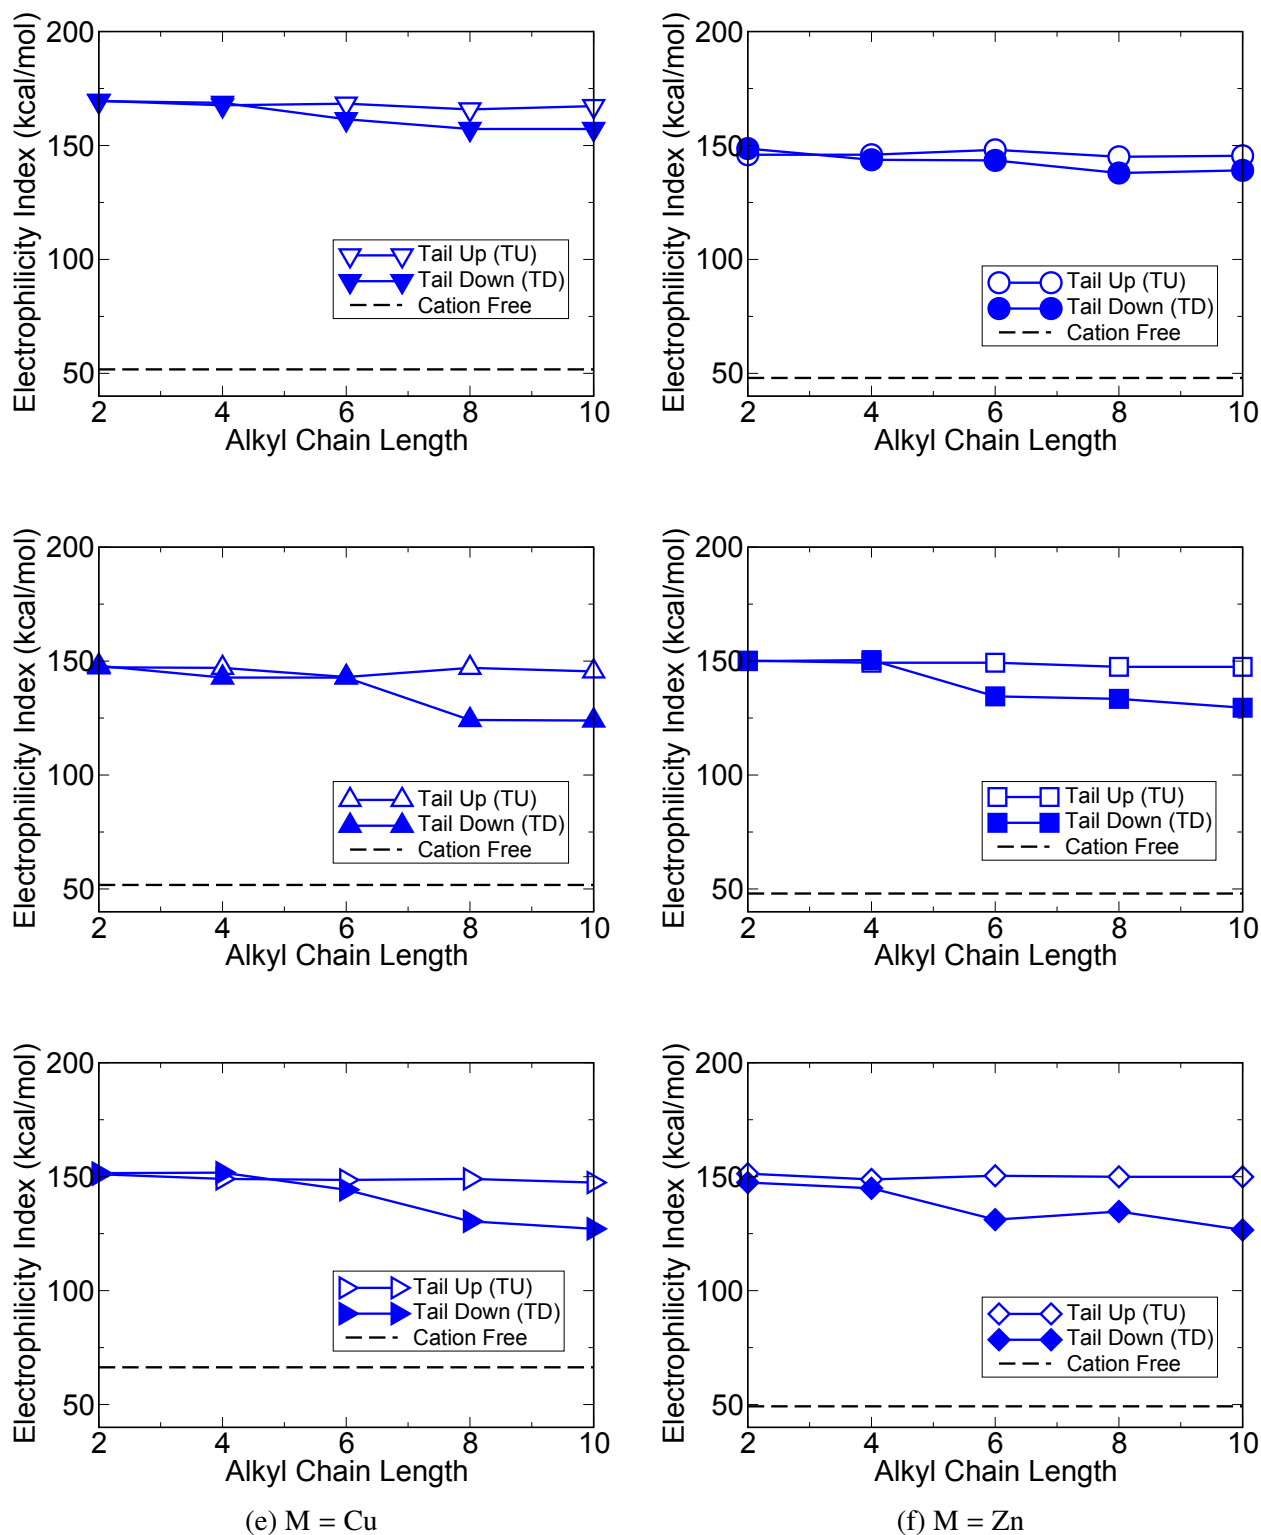 Electrophilicity Index (kcal/mol)
200
150
100
50
2 4 6 8 10
Alkyl Chain Length
Tail Up (TU)
Tail Down (TD)
Cation Free
Electrophilicity Index (kcal/mol)
200
150
100
50
2 4 6 8 10
Alkyl Chain Length
Tail Up (TU)
Tail Down (TD)
Cation Free
Electrophilicity Index (kcal/mol)
200
150
100
50
2 4 6 8 10
Alkyl Chain Length
Tail Up (TU)
Tail Down (TD)
Cation Free
Electrophilicity Index (kcal/mol)
200
150
100
50
2 4 6 8 10
Alkyl Chain Length
Tail Up (TU)
Tail Down (TD)
Cation Free
Electrophilicity Index (kcal/mol)
200
150
100
50
2 4 6 8 10
Alkyl Chain Length
Tail Up (TU)
Tail Down (TD)
Cation Free
(e) M = Cu
Electrophilicity Index (kcal/mol)
200
150
100
50
2 4 6 8 10
Alkyl Chain Length
Tail Up (TU)
Tail Down (TD)
Cation Free
(f) M = Zn